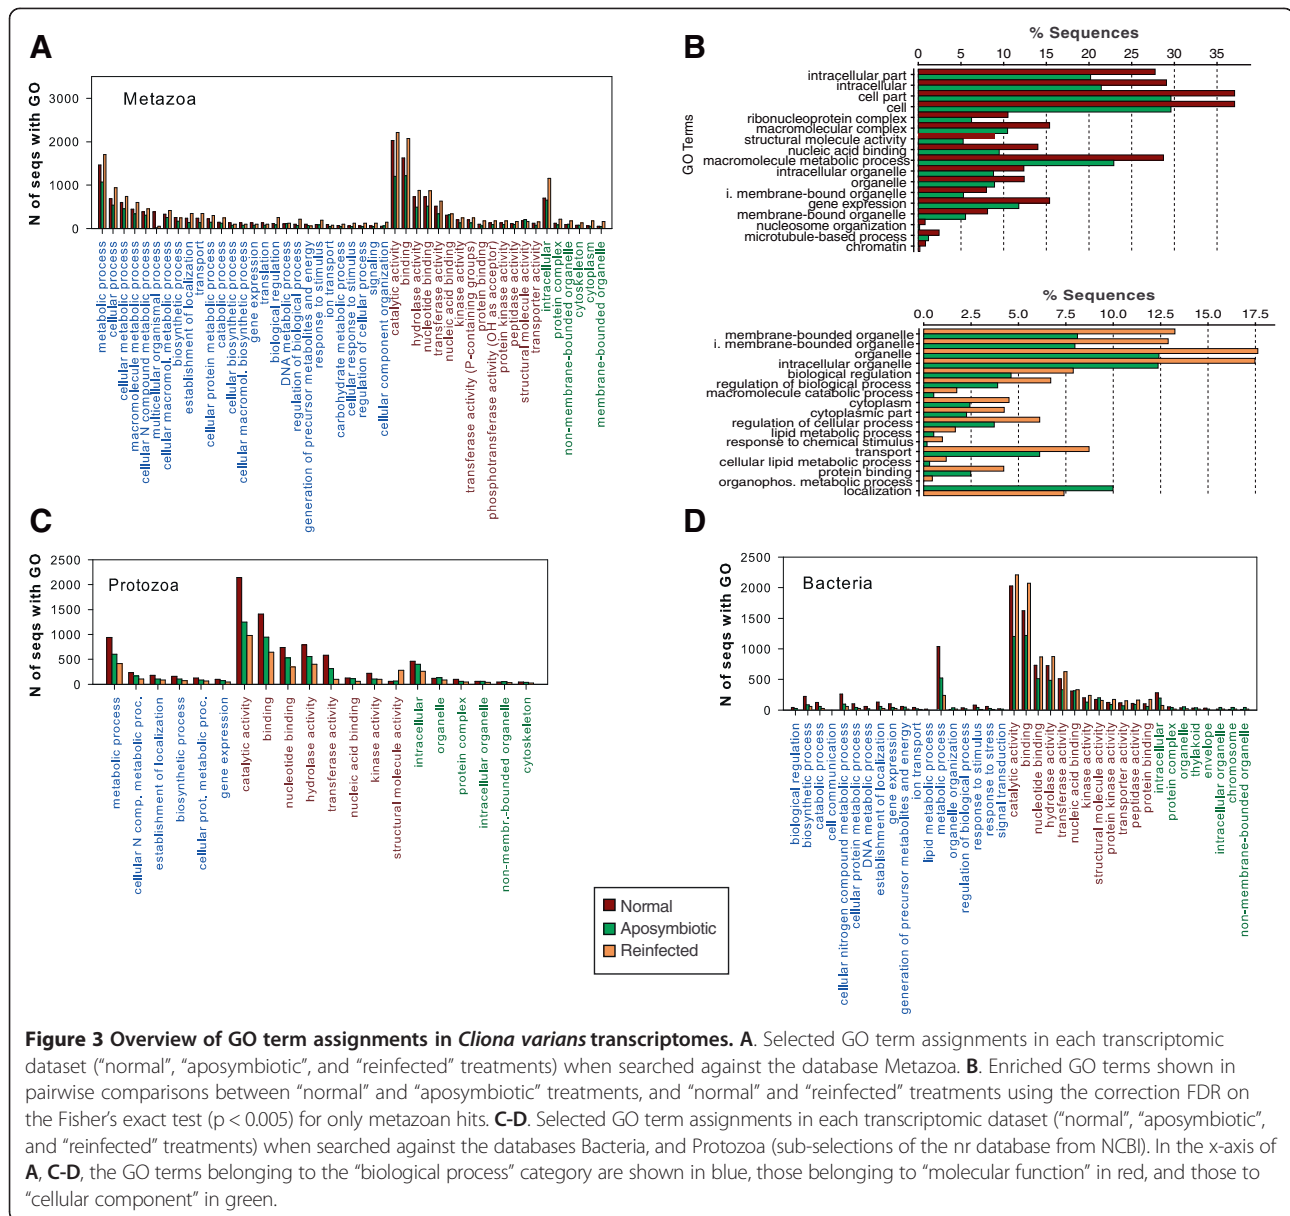 A
Metazoa
N of seqs with GO
3000
2000
1000
0
metabolic process
cellular process
cellular metabolic process
macromolecule metabolic process
cellular N compound metabolic process
multicellular organismal process
cellular macromol. metabolic process
biosynthetic process
establishment of localization
transport
cellular protein metabolic process
catabolic process
cellular biosynthetic process
cellular macromol. biosynthetic process
gene expression
translation
biological regulation
DNA metabolic process
regulation of biological process
generation of precursor metabolites and energy
response to stimulus
ion transport
carbohydrate metabolic process
cellular response to stimulus
regulation of cellular process
signaling
cellular component organization
catalytic activity
binding
hydrolase activity
nucleotide binding
transferase activity
nucleic acid binding
kinase activity
transferase activity (P-containing groups)
protein binding
phosphotransferase activity (OH as acceptor)
protein kinase activity
peptidase activity
structural molecule activity
transporter activity
intracellular
protein complex
non-membrane-bounded organelle
cytoskeleton
cytoplasm
membrane-bounded organelle
B
% Sequences
0 5 10 15 20 25 30 35
GO Terms
intracellular part
intracellular
cell part
cell
ribonucleoprotein complex
macromolecular complex
structural molecule activity
nucleic acid binding
macromolecule metabolic process
intracellular organelle
organelle
i. membrane-bound organelle
gene expression
membrane-bound organelle
nucleosome organization
microtubule-based process
chromatin
% Sequences
0.0 2.5 5.0 7.5 10.0 12.5 15.0 17.5
membrane-bounded organelle
i. membrane-bounded organelle
organelle
intracellular organelle
biological regulation
regulation of biological process
macromolecule catabolic process
cytoplasm
cytoplasmic part
regulation of cellular process
lipid metabolic process
response to chemical stimulus
transport
cellular lipid metabolic process
protein binding
organophos. metabolic process
localization
C
Protozoa
N of seqs with GO
2500
2000
1500
1000
500
0
metabolic process
cellular N comp. metabolic proc.
establishment of localization
biosynthetic process
cellular prot. metabolic proc.
gene expression
catalytic activity
binding
nucleotide binding
hydrolase activity
transferase activity
nucleic acid binding
kinase activity
structural molecule activity
intracellular
organelle
protein complex
intracellular organelle
non-membr.-bounded organelle
cytoskeleton
D
Bacteria
N of seqs with GO
2500
2000
1500
1000
500
0
biological regulation
biosynthetic process
catabolic process
cell communication
cellular nitrogen compound metabolic process
cellular protein metabolic process
DNA metabolic process
establishment of localization
gene expression
generation of precursor metabolites and energy
ion transport
lipid metabolic process
metabolic process
organelle organization
regulation of biological process
response to stimulus
response to stress
signal transduction
catalytic activity
binding
nucleotide binding
hydrolase activity
transferase activity
nucleic acid binding
kinase activity
structural molecule activity
protein kinase activity
transporter activity
peptidase activity
protein binding
intracellular
protein complex
organelle
thylakoid
envelope
intracellular organelle
chromosome
non-membrane-bounded organelle
Normal
Aposymbiotic
Reinfected
Figure 3 Overview of GO term assignments in Cliona varians transcriptomes. A. Selected GO term assignments in each transcriptomic
dataset (“normal”, “aposymbiotic”, and “reinfected” treatments) when searched against the database Metazoa. B. Enriched GO terms shown in
pairwise comparisons between “normal” and “aposymbiotic” treatments, and “normal” and “reinfected” treatments using the correction FDR on
the Fisher’s exact test (p < 0.005) for only metazoan hits. C-D. Selected GO term assignments in each transcriptomic dataset (“normal”, “aposymbiotic”,
and “reinfected” treatments) when searched against the databases Bacteria, and Protozoa (sub-selections of the nr database from NCBI). In the x-axis of
A, C-D, the GO terms belonging to the “biological process” category are shown in blue, those belonging to “molecular function” in red, and those to
“cellular component” in green.